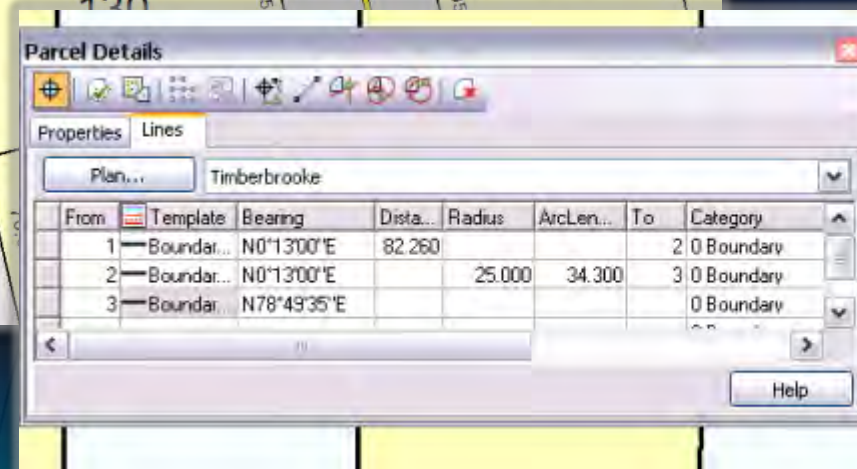 130
Parcel Details
Properties Lines
Plan... Timberbrooke
From Template Bearing Dista... Radius ArcLen... To Category
1 Boundar... N0°13'00"E 82.260 2 0 Boundary
2 Boundar... N0°13'00"E 25.000 34.300 3 0 Boundary
3 Boundar... N78°49'35"E 0 Boundary
Help